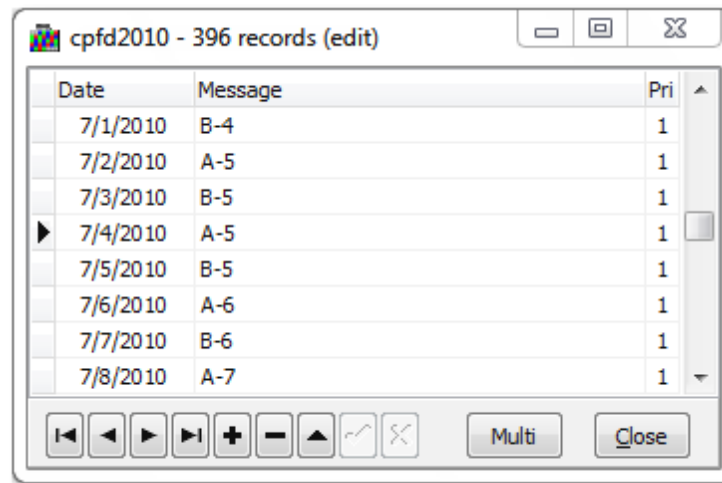 cpfd2010 - 396 records (edit)
Date Message Pri
7/1/2010 B-4 1
7/2/2010 A-5 1
7/3/2010 B-5 1
7/4/2010 A-5 1
7/5/2010 B-5 1
7/6/2010 A-6 1
7/7/2010 B-6 1
7/8/2010 A-7 1
Multi Close